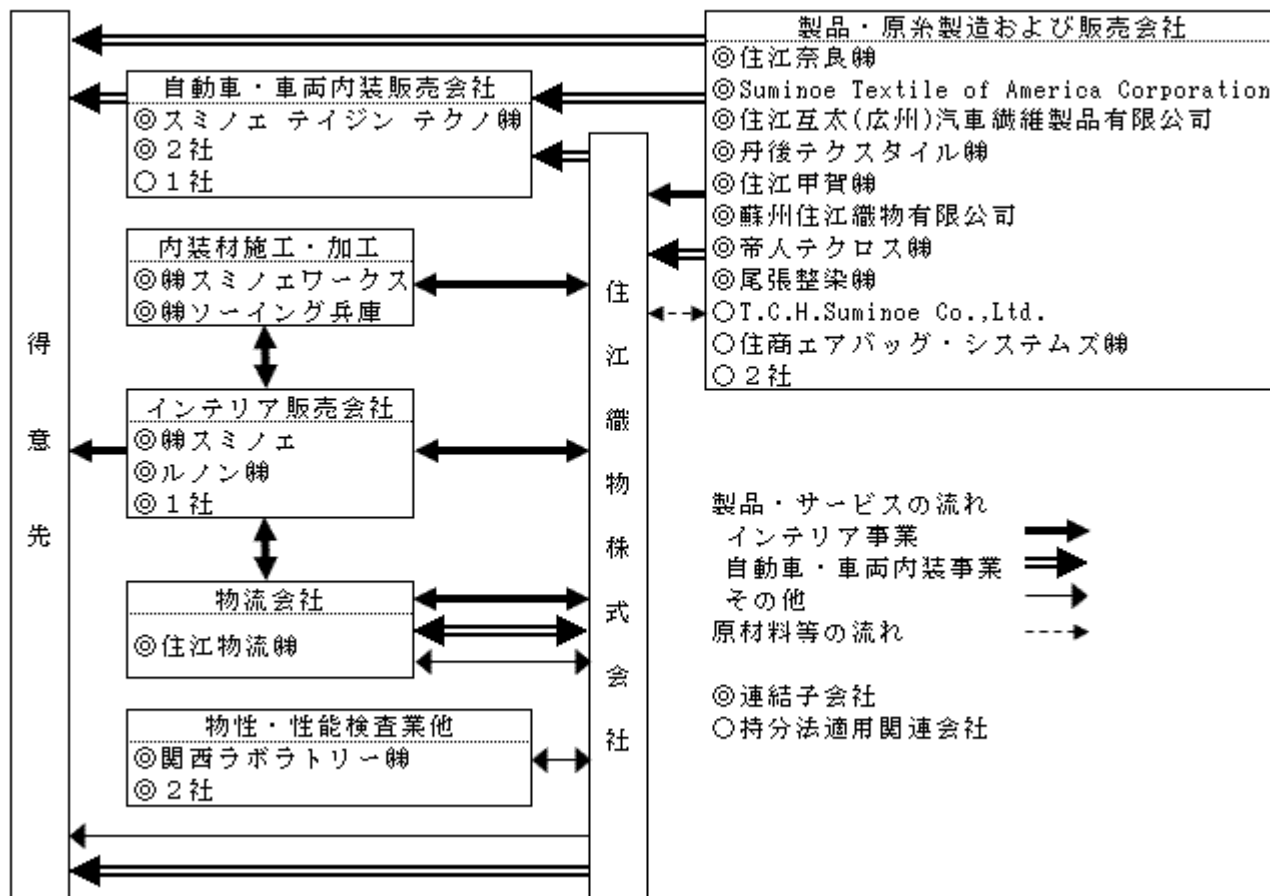 製品・原糸製造および販売会社
◎住江奈良㈱
◎Suminoe Textile of America Corporation
◎住江互太(広州)汽車繊維製品有限公司
◎丹後テクスタイル㈱
◎住江甲賀㈱
◎蘇州住江織物有限公司
◎帝人テクロス㈱
◎尾張整染㈱
○T.C.H.Suminoe Co.,Ltd.
○住商エアバッグ・システムズ㈱
○2社
自動車・車両内装販売会社
◎スミノエ テイジン テクノ㈱
◎2社
○1社
内装材施工・加工
◎㈱スミノエワークス
◎㈱ソーイング兵庫
インテリア販売会社
◎㈱スミノエ
◎ルノン㈱
◎1社
物流会社
◎住江物流㈱
物性・性能検査業他
◎関西ラボラトリー㈱
◎2社
得意先
住江織物株式会社
製品・サービスの流れ
インテリア事業
自動車・車両内装事業
その他
原材料等の流れ
◎連結子会社
○持分法適用関連会社